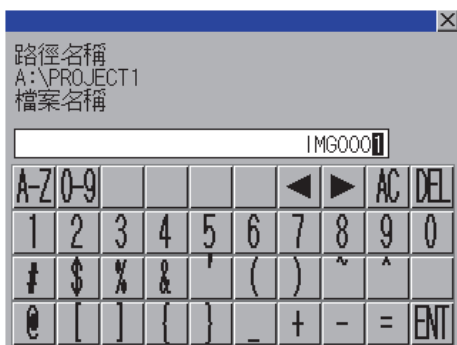 路徑名稱
A:\PROJECT1
檔案名稱
IMG0001
A-Z 0-9 ◀ ▶ AC DEL
1 2 3 4 5 6 7 8 9 0
# $ % & ' ( ) ~ ^
@ [ ] { } _ + - = ENT